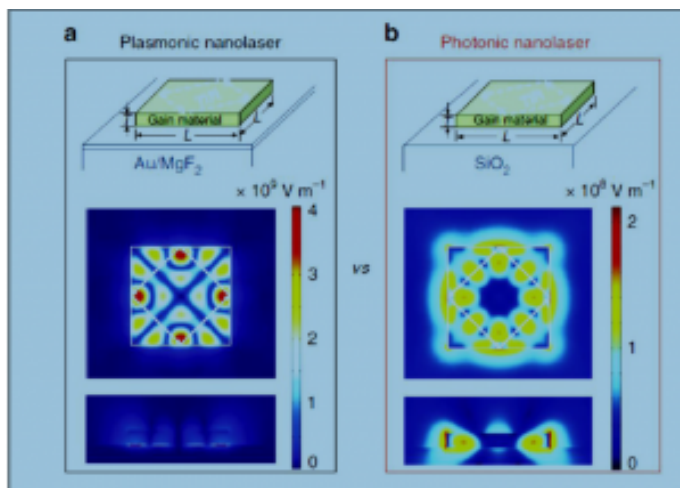 a
Plasmonic nanolaser
Gain material
L
L
Au/MgF₂
× 10⁹ V m⁻¹
4
3
2
1
0
vs
b
Photonic nanolaser
Gain material
L
L
SiO₂
× 10⁸ V m⁻¹
2
1
0